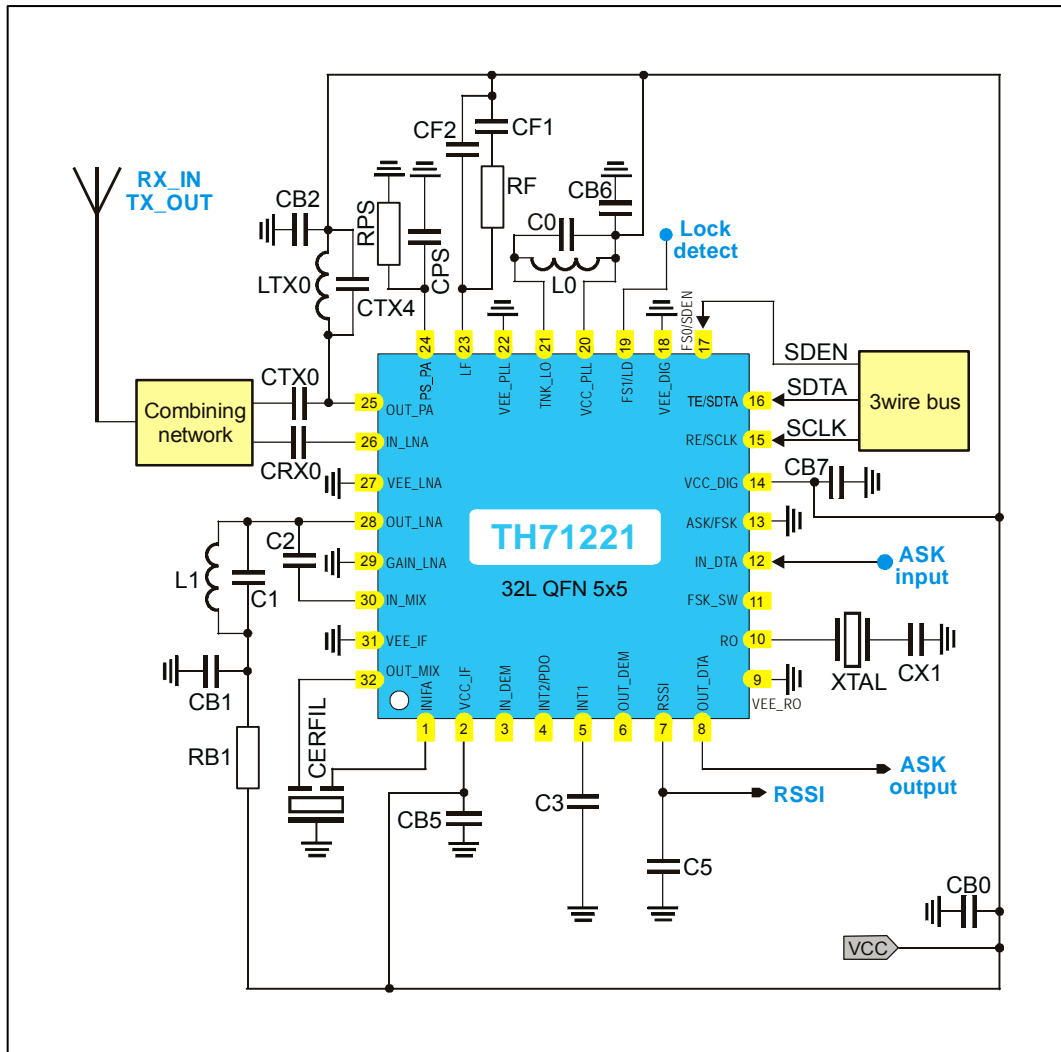 CF2
CF1
RX_IN
TX_OUT
CB2
RPS
CPS
RF
CB6
C0
L0
Lock
detect
LTX0
CTX4
24
23
22
21
20
19
18
17
PS_PA
LF
VEE_PLL
TNK_LO
VCC_PLL
FS1/LD
VEE_DIG
FS0/SDEN
SDEN
SDTA
SCLK
3wire bus
Combining
network
CTX0
CRX0
25
OUT_PA
26
IN_LNA
27
VEE_LNA
28
OUT_LNA
29
GAIN_LNA
30
IN_MIX
31
VEE_IF
32
OUT_MIX
TE/SDTA
16
RE/SCLK
15
VCC_DIG
14
CB7
ASK/FSK
13
IN_DTA
12
ASK
input
FSK_SW
11
RO
10
9
VEE_RO
XTAL
CX1
TH71221
32L QFN 5x5
C2
L1
C1
CB1
RB1
INIFA
VCC_IF
IN_DEM
INT2/PDO
INT1
OUT_DEM
RSSI
OUT_DTA
1
2
3
4
5
6
7
8
CERFIL
CB5
C3
C5
RSSI
ASK
output
CB0
VCC